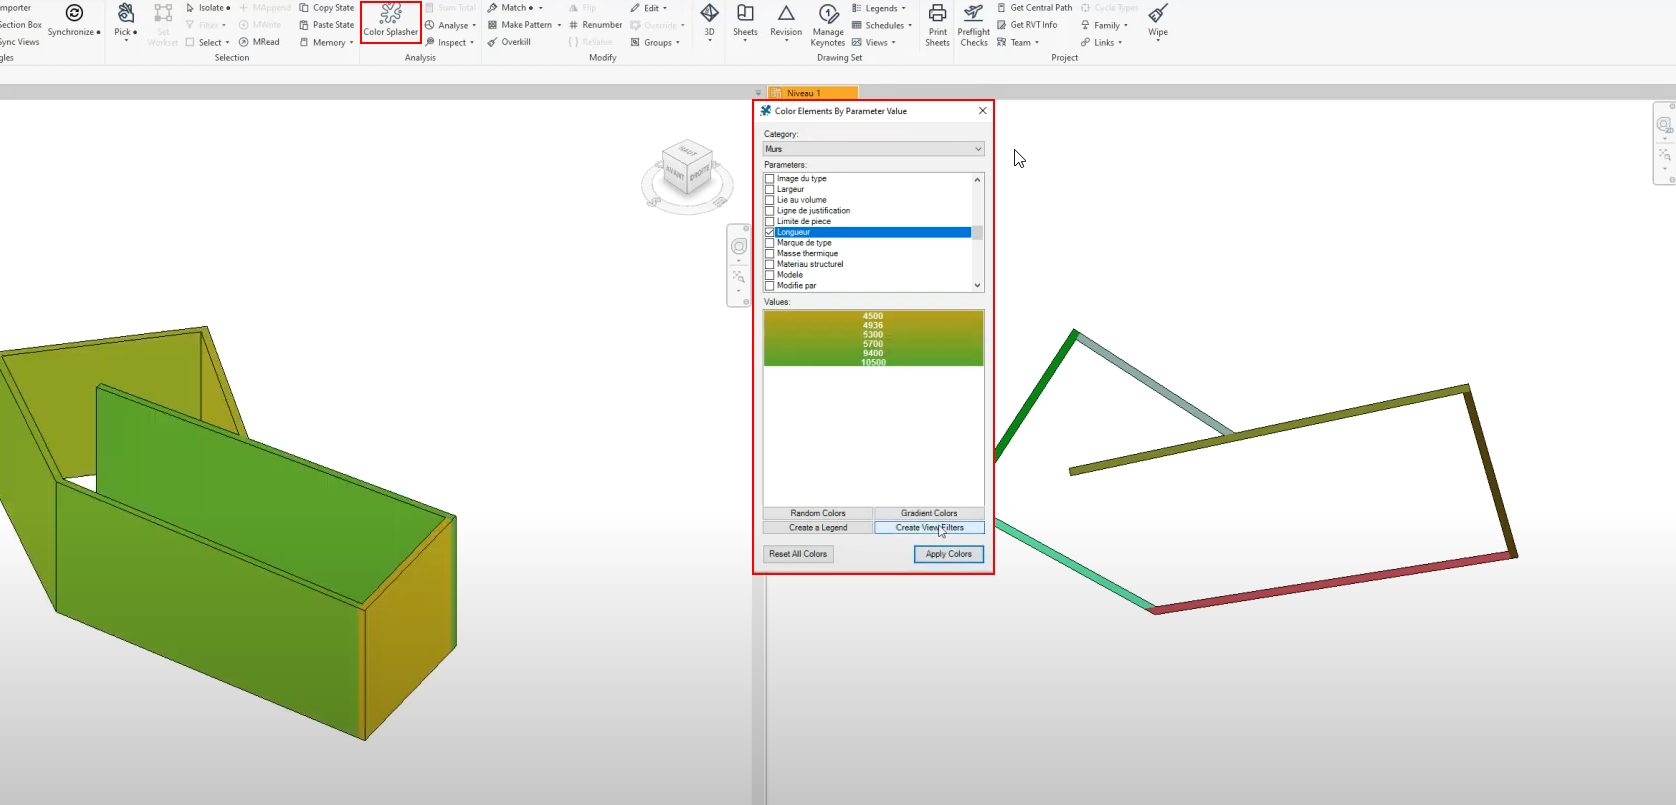 mporter
Isolate
MAppend
Copy State
Sum Total
Match
Flip
Edit
Legends
Get Central Path
Cycle Types
ection Box
Synchronize
Pick
Set
Workset
Filter
MWrite
Paste State
Color Splasher
Analyse
Make Pattern
Renumber
Override
3D
Sheets
Revision
Manage
Keynotes
Schedules
Print
Sheets
Preflight
Checks
Get RVT Info
Family
Wipe
ync Views
Select
MRead
Memory
Inspect
Overkill
ReValue
Groups
Views
Team
Links
gles
Selection
Analysis
Modify
Drawing Set
Project
Niveau 1
Color Elements By Parameter Value
Category:
Murs
Parameters:
Image du type
Largeur
Lie au volume
Ligne de justification
Limite de piece
Longueur
Marque de type
Masse thermique
Materiau structurel
Modele
Modifie par
Values:
4500
4936
5300
5700
9400
10500
Random Colors
Gradient Colors
Create a Legend
Create View Filters
Reset All Colors
Apply Colors
HAUT
AVANT
DROITE
S